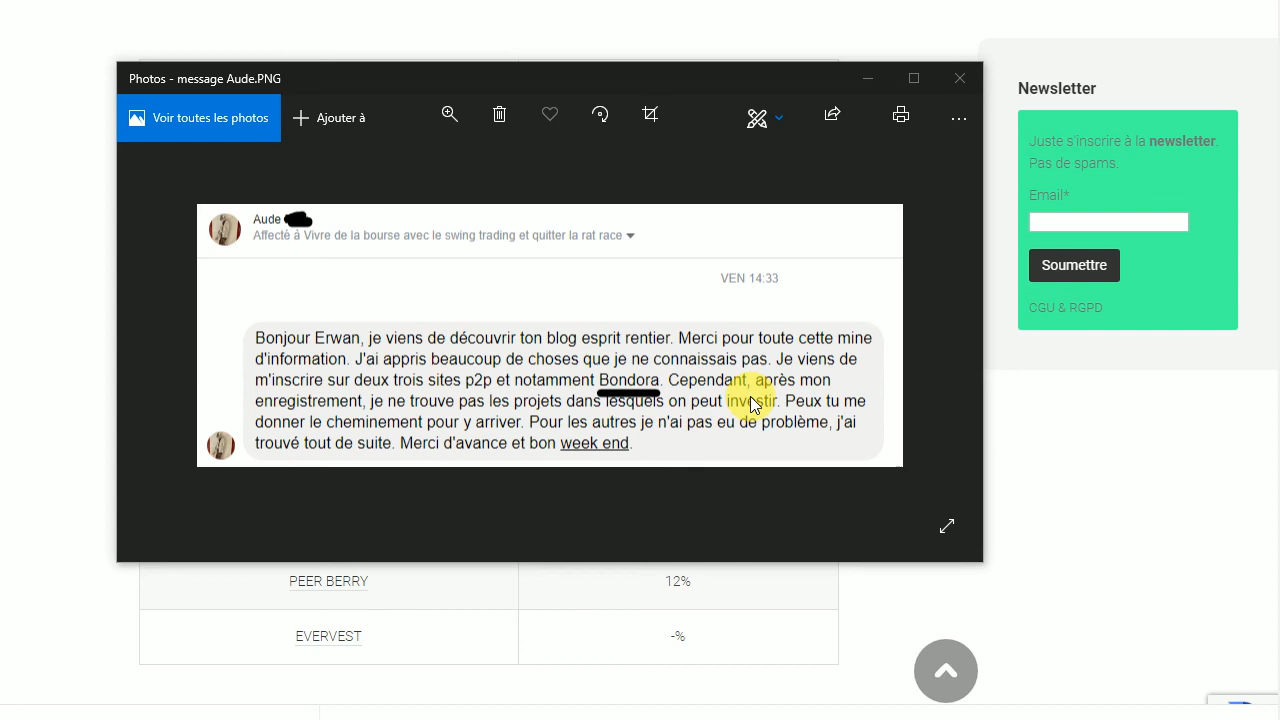 Photos - message Aude.PNG
Voir toutes les photos
Ajouter à
Aude
Affecté à Vivre de la bourse avec le swing trading et quitter la rat race
VEN 14:33
Bonjour Erwan, je viens de découvrir ton blog esprit rentier. Merci pour toute cette mine
d'information. J'ai appris beaucoup de choses que je ne connaissais pas. Je viens de
m'inscrire sur deux trois sites p2p et notamment Bondora. Cependant, après mon
enregistrement, je ne trouve pas les projets dans lesquels on peut investir. Peux tu me
donner le cheminement pour y arriver. Pour les autres je n'ai pas eu de problème, j'ai
trouvé tout de suite. Merci d'avance et bon week end.
PEER BERRY 12%
EVERVEST -%
Newsletter
Juste s'inscrire à la newsletter.
Pas de spams.
Email*
Soumettre
CGU & RGPD